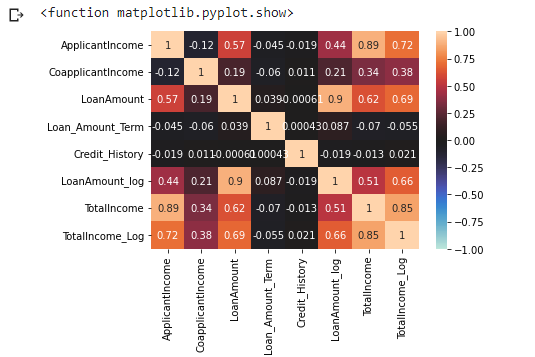 <function matplotlib.pyplot.show>
ApplicantIncome 1 -0.12 0.57 -0.045 -0.019 0.44 0.89 0.72
CoapplicantIncome -0.12 1 0.19 -0.06 0.011 0.21 0.34 0.38
LoanAmount 0.57 0.19 1 0.039 -0.00061 0.9 0.62 0.69
Loan_Amount_Term -0.045 -0.06 0.039 1 0.00043 0.087 -0.07 -0.055
Credit_History -0.019 0.011 -0.00061 0.00043 1 -0.019 -0.013 0.021
LoanAmount_log 0.44 0.21 0.9 0.087 -0.019 1 0.51 0.66
TotalIncome 0.89 0.34 0.62 -0.07 -0.013 0.51 1 0.85
TotalIncome_Log 0.72 0.38 0.69 -0.055 0.021 0.66 0.85 1
ApplicantIncome
CoapplicantIncome
LoanAmount
Loan_Amount_Term
Credit_History
LoanAmount_log
TotalIncome
TotalIncome_Log
1.00
0.75
0.50
0.25
0.00
-0.25
-0.50
-0.75
-1.00